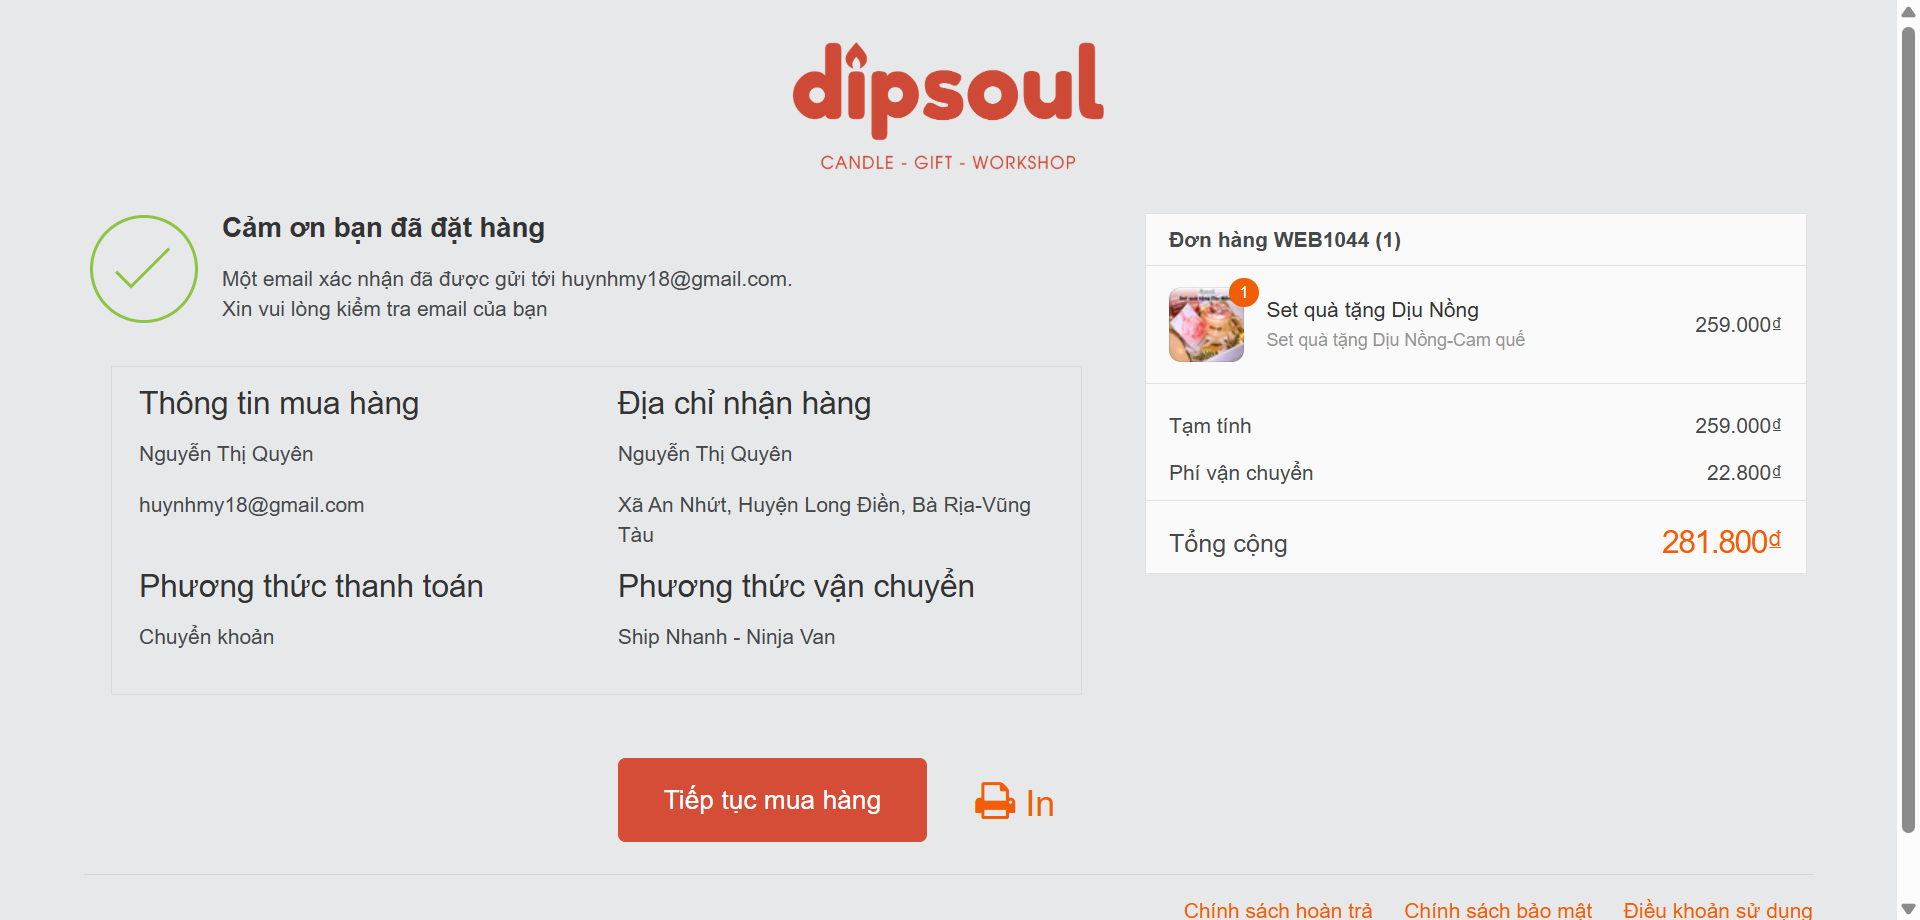 dipsoul
CANDLE - GIFT - WORKSHOP
Cảm ơn bạn đã đặt hàng
Một email xác nhận đã được gửi tới huynhmy18@gmail.com.
Xin vui lòng kiểm tra email của bạn
Thông tin mua hàng
Nguyễn Thị Quyên
huynhmy18@gmail.com
Địa chỉ nhận hàng
Nguyễn Thị Quyên
Xã An Nhứt, Huyện Long Điền, Bà Rịa-Vũng
Tàu
Phương thức thanh toán
Chuyển khoản
Phương thức vận chuyển
Ship Nhanh - Ninja Van
Tiếp tục mua hàng
In
Đơn hàng WEB1044 (1)
1
Set quà tặng Dịu Nồng
Set quà tặng Dịu Nồng-Cam quế
259.000₫
Tạm tính
259.000₫
Phí vận chuyển
22.800₫
Tổng cộng
281.800₫
Chính sách hoàn trả
Chính sách bảo mật
Điều khoản sử dụng